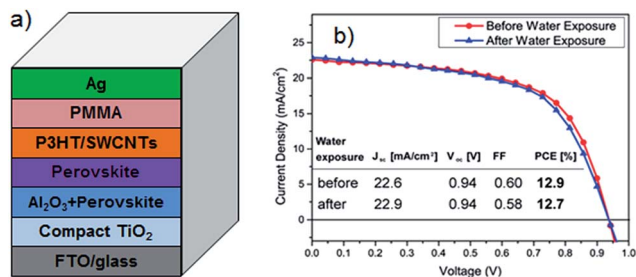 a)
Ag
PMMA
P3HT/SWCNTs
Perovskite
Al₂O₃+Perovskite
Compact TiO₂
FTO/glass
b)
Before Water Exposure
After Water Exposure
Current Density (mA/cm²)
30
25
20
15
10
5
0
Water exposure J_sc [mA/cm²] V_oc [V] FF PCE [%]
before 22.6 0.94 0.60 12.9
after 22.9 0.94 0.58 12.7
0.0 0.1 0.2 0.3 0.4 0.5 0.6 0.7 0.8 0.9 1.0
Voltage (V)